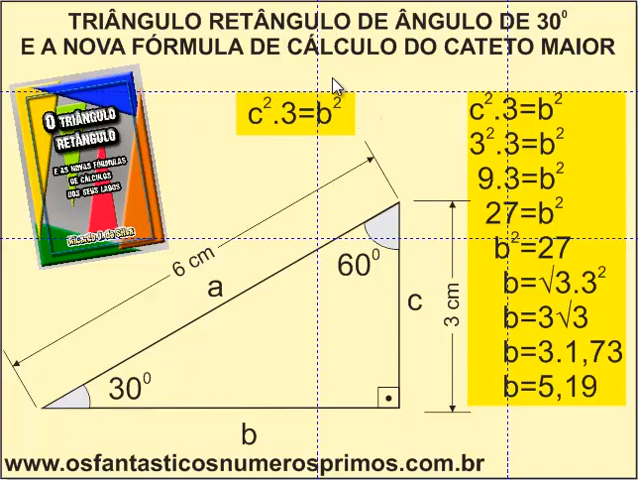 TRIÂNGULO RETÂNGULO DE ÂNGULO DE 30⁰
E A NOVA FÓRMULA DE CÁLCULO DO CATETO MAIOR
O TRIÂNGULO
RETÂNGULO
E AS NOVAS FÓRMULAS
DE CÁLCULOS
DOS SEUS LADOS
Ricardo J. da Silva
c².3=b²
c².3=b²
3².3=b²
9.3=b²
27=b²
b²=27
b=√3.3²
b=3√3
b=3.1,73
b=5,19
6 cm
a
60⁰
c
3 cm
30⁰
b
www.osfantasticosnumerosprimos.com.br